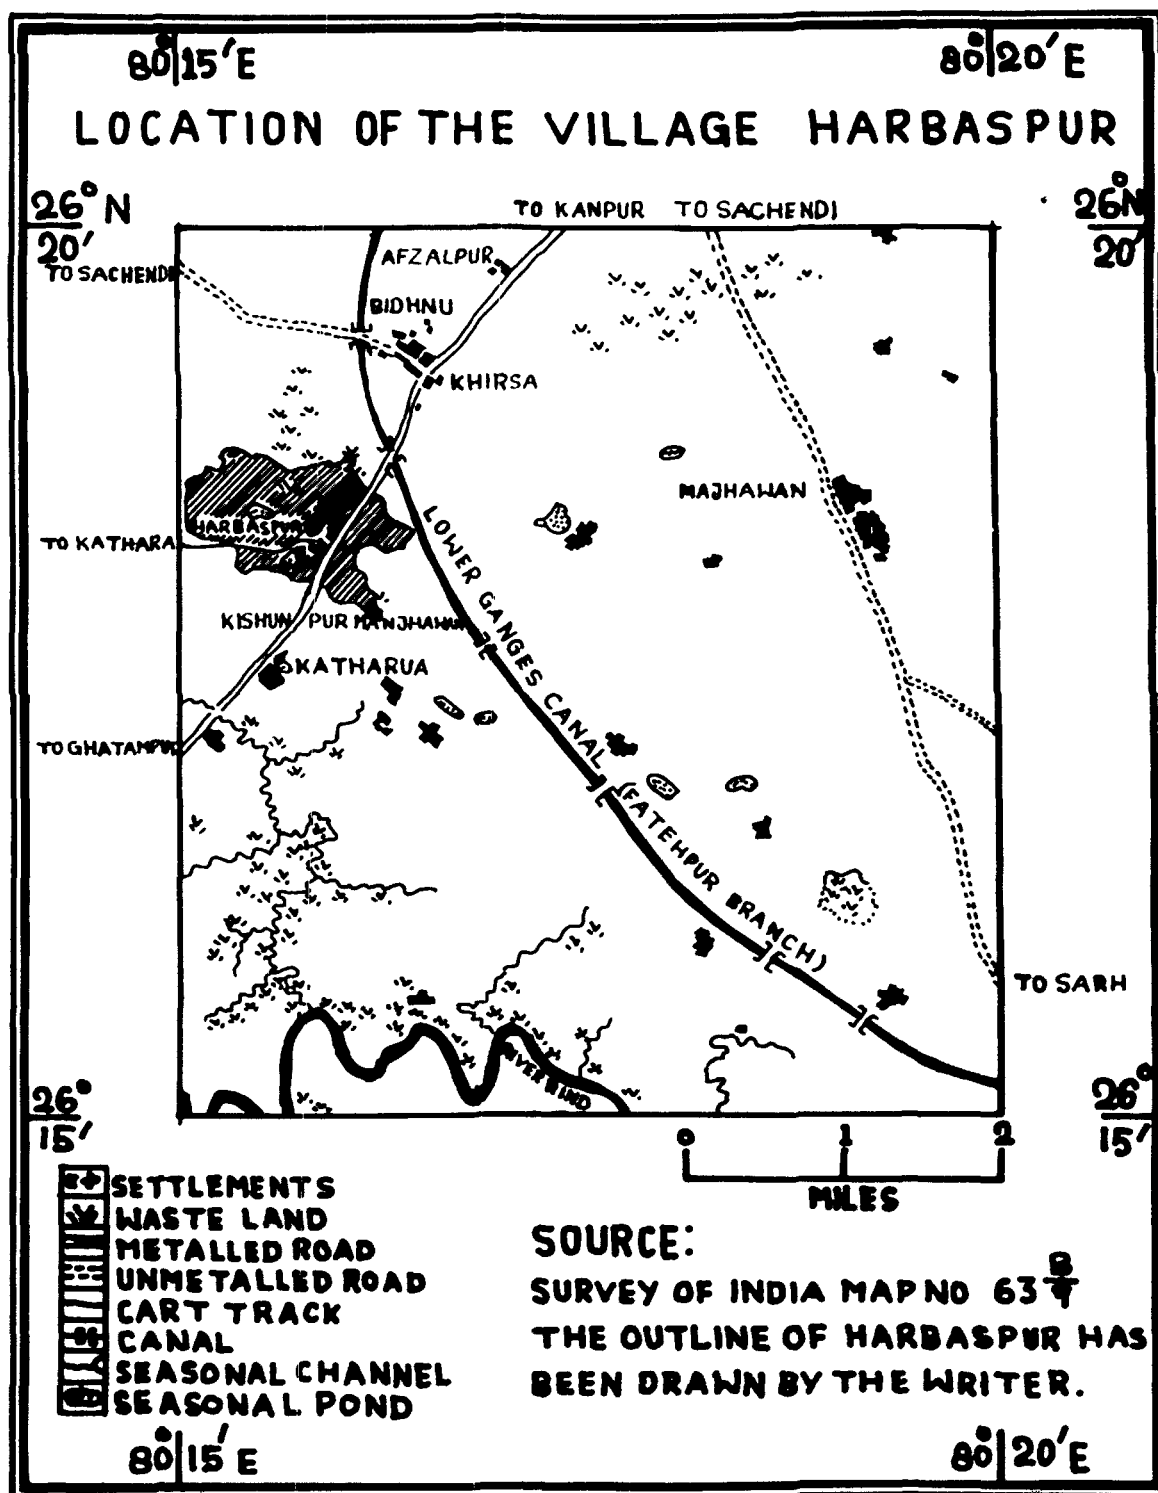 80°15'E 80°20'E
LOCATION OF THE VILLAGE HARBASPUR
26°N 26°N
20' 20'
TO KANPUR TO SACHENDI
AFZALPUR
TO SACHENDI
BIDHNU
KHIRSA
MAJHAWAN
HARBASPUR
TO KATHARA
LOWER GANGES CANAL (FATEHPUR BRANCH)
KISHUN PUR MANJHAWAN
KATHARUA
TO GHATAMPUR
TO SARH
RIVER RIND
26° 26°
15' 15'
0 1 2
MILES
SETTLEMENTS
WASTE LAND
METALLED ROAD
UNMETALLED ROAD
CART TRACK
CANAL
SEASONAL CHANNEL
SEASONAL POND
SOURCE:
SURVEY OF INDIA MAP NO 63 B/9
THE OUTLINE OF HARBASPUR HAS
BEEN DRAWN BY THE WRITER.
80°15'E 80°20'E